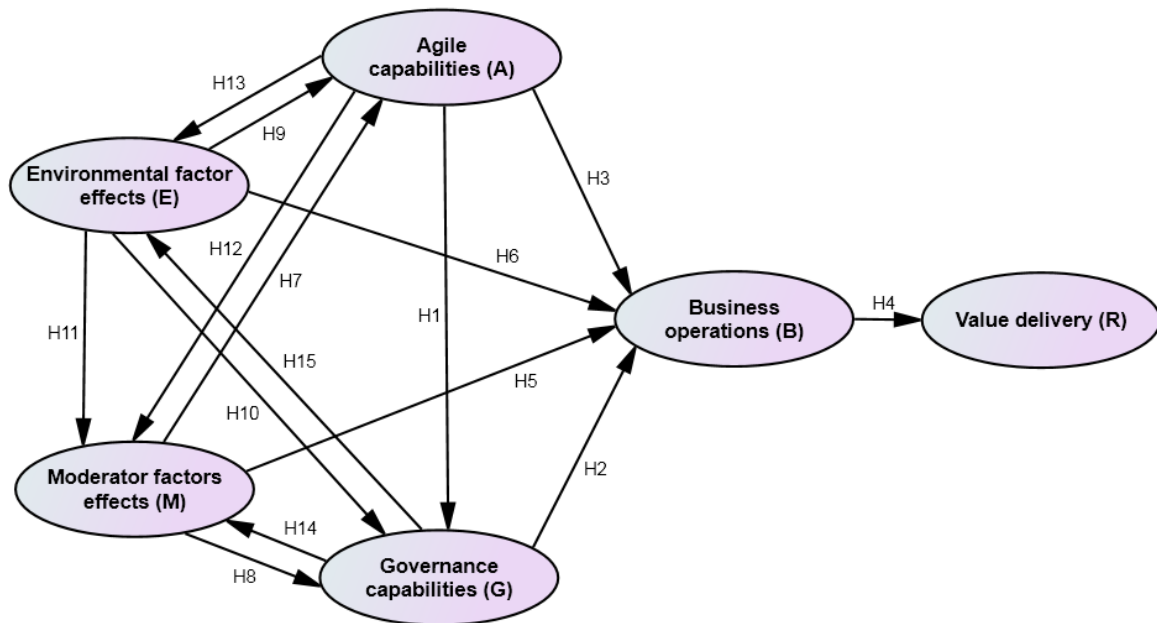 Agile
capabilities (A)
H13
H9
Environmental factor
effects (E)
H3
H12
H7
H6
H1
Business
operations (B)
H4
Value delivery (R)
H11
H15
H10
H5
Moderator factors
effects (M)
H2
H14
H8
Governance
capabilities (G)